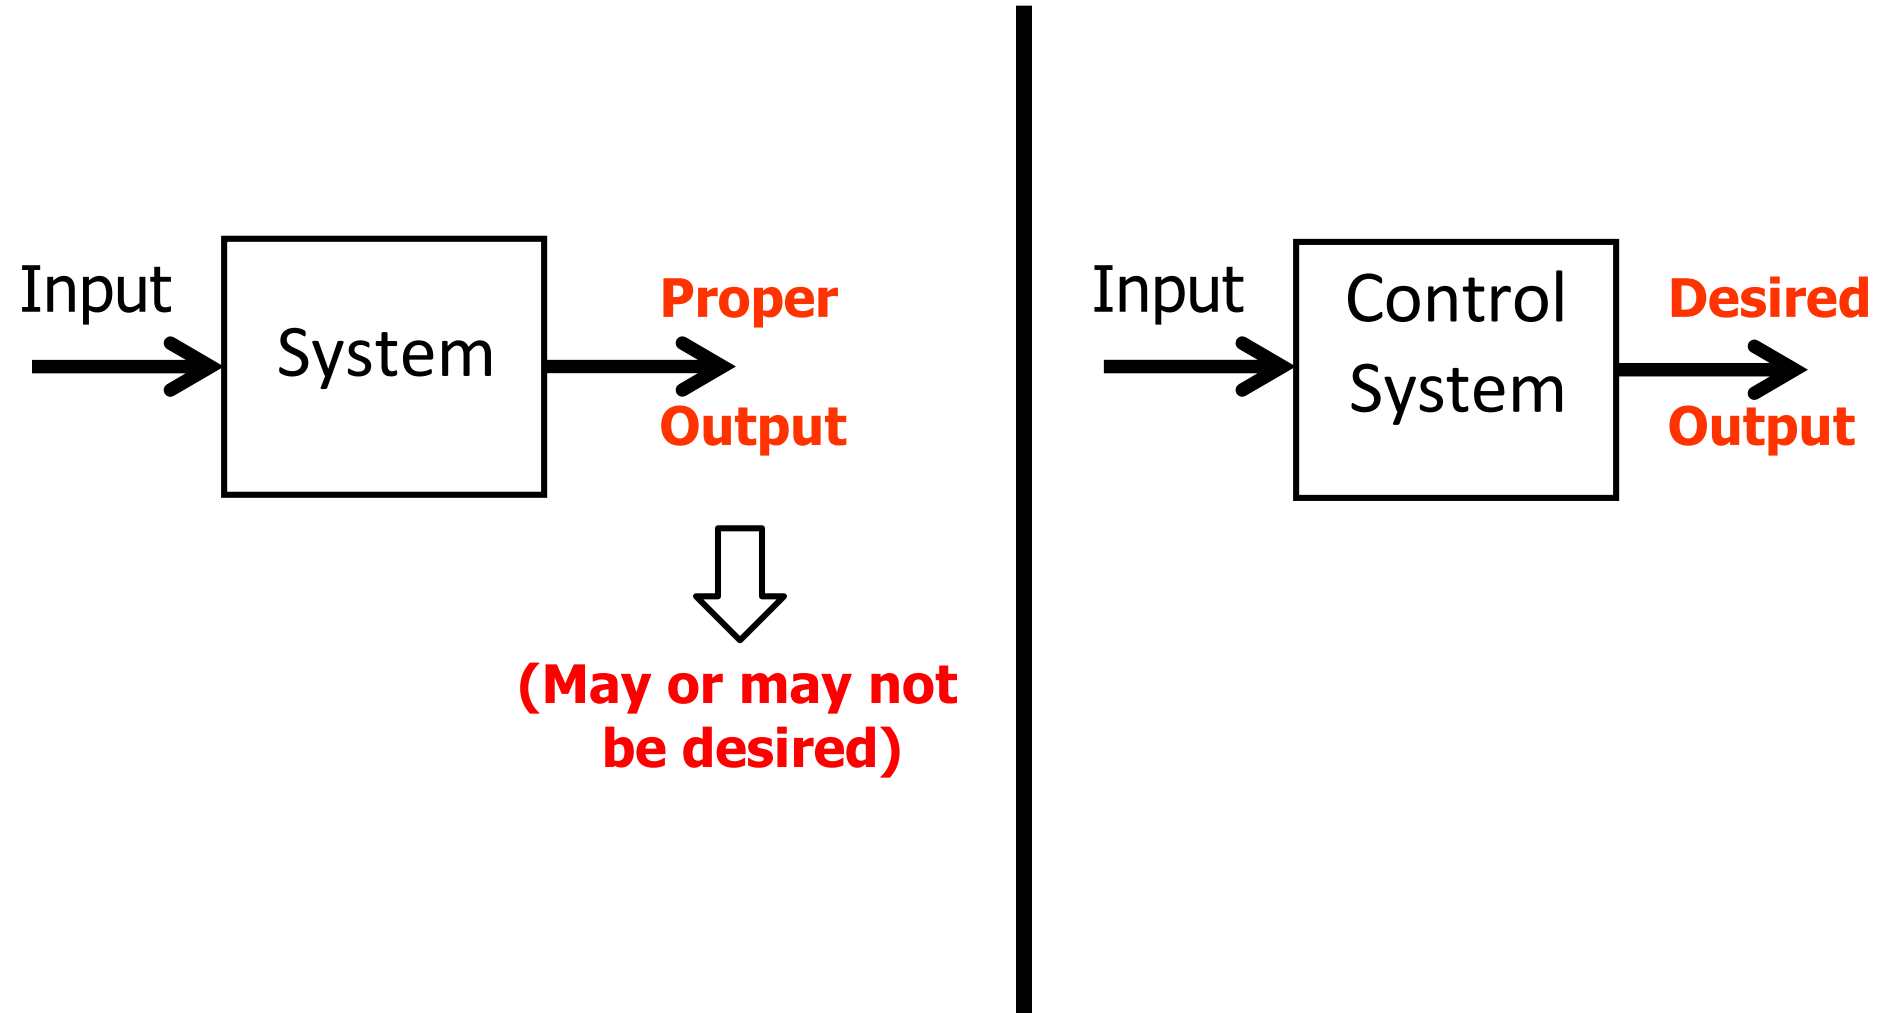 Input
System
Proper
Output
(May or may not
be desired)
Input
Control
System
Desired
Output